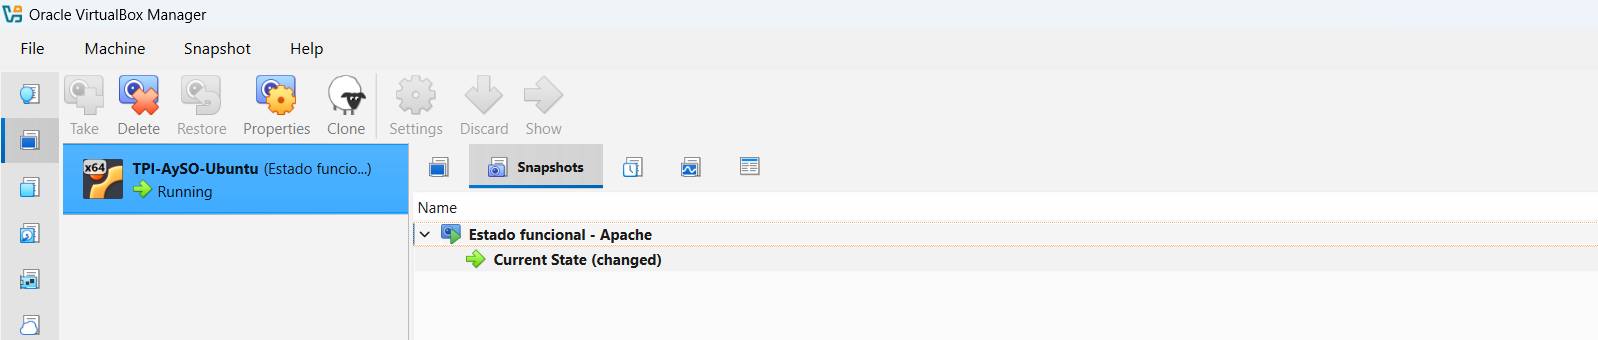 Oracle VirtualBox Manager
File Machine Snapshot Help
Take Delete Restore Properties Clone Settings Discard Show
x64
TPI-AySO-Ubuntu (Estado funcio...)
Running
Snapshots
Name
Estado funcional - Apache
Current State (changed)